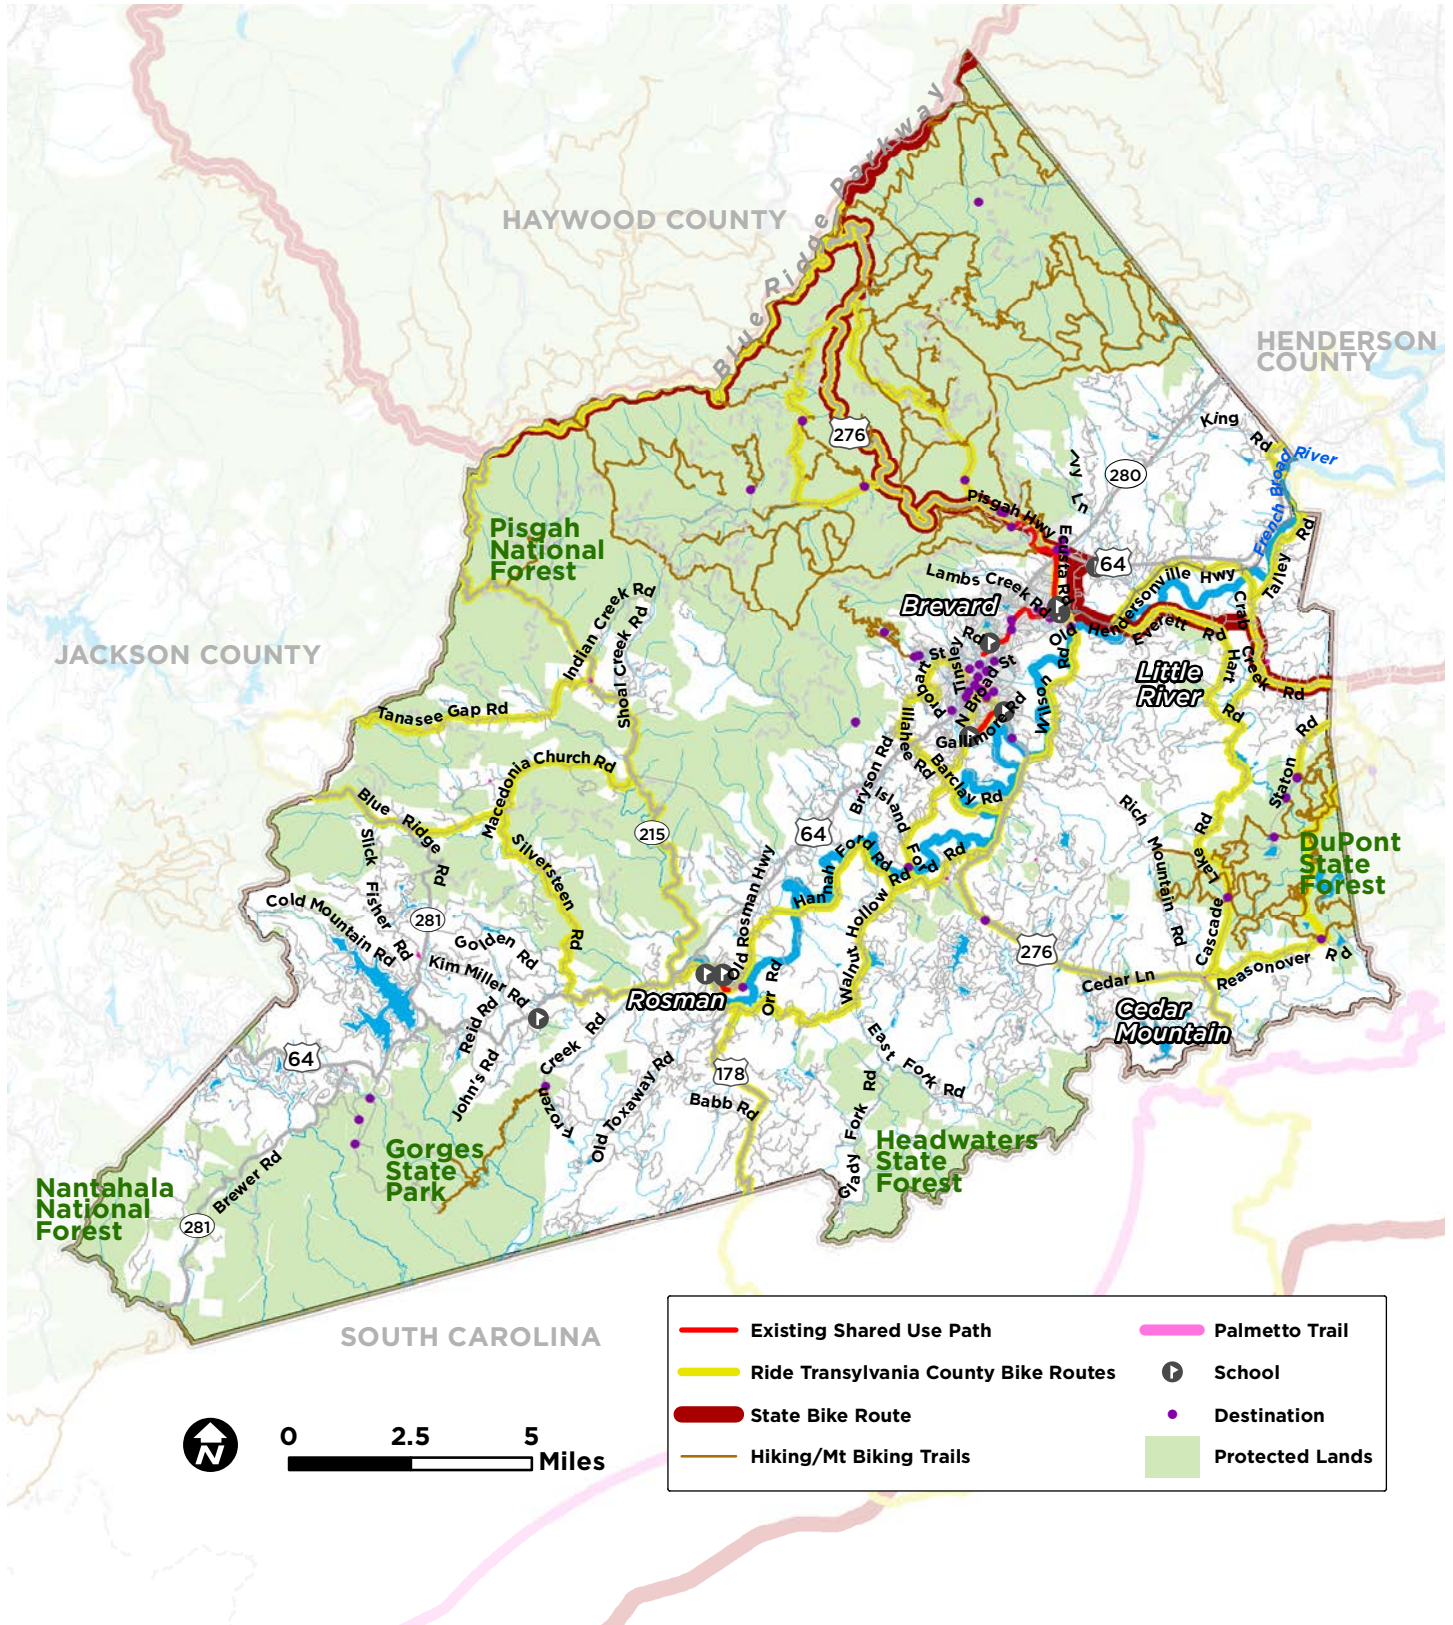 Blue Ridge Parkway
HAYWOOD COUNTY
HENDERSON
COUNTY
King Rd
French Broad River
276
280
Ivy Ln
Pisgah Hwy
Ecusta Rd
64
Talley Rd
Pisgah
National
Forest
Lambs Creek Rd
Hendersonville Hwy
Brevard
Old
Everett Rd
Crab Creek Rd
Hart Rd
Little
River
JACKSON COUNTY
Indian Creek Rd
Shoal Creek Rd
Tinsley Rd
Probart St
N Broad St
Wilson Rd
Tanasee Gap Rd
Gallimore Rd
Illahee Rd
Staton Rd
Macedonia Church Rd
Bryson Rd
Barclay Rd
Island Ford Rd
Blue Ridge Rd
Rich Mountain Rd
Cascade Lake Rd
215
64
Slick Fisher Rd
Silversteen Rd
Hannah Ford Rd
DuPont
State
Forest
Old Rosman Hwy
Walnut Hollow Rd
Cold Mountain Rd
281
Golden Rd
Kim Miller Rd
276
Cedar Ln
Reasonover Rd
Rosman
Orr Rd
Cedar
Mountain
Reid Rd
John's Rd
64
Frozen Creek Rd
Old Toxaway Rd
178
Babb Rd
East Fork Rd
Glady Fork Rd
Gorges
State
Park
Headwaters
State
Forest
Nantahala
National
Forest
Brewer Rd
281
SOUTH CAROLINA
Existing Shared Use Path
Ride Transylvania County Bike Routes
State Bike Route
Hiking/Mt Biking Trails
Palmetto Trail
School
Destination
Protected Lands
N
0 2.5 5
Miles